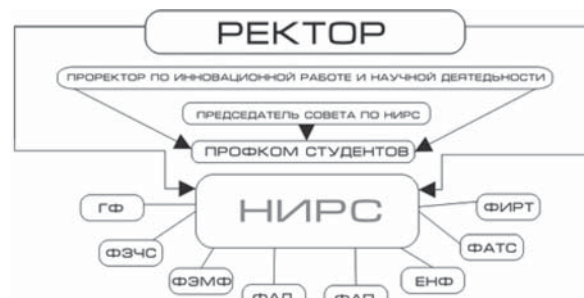 РЕКТОР
ПРОРЕКТОР ПО ИННОВАЦИОННОЙ РАБОТЕ И НАУЧНОЙ ДЕЯТЕДЬНОСТИ
ПРЕДСЕДАТЕЛЬ СОВЕТА ПО НИРС
ПРОФКОМ СТУДЕНТОВ
НИРС
ГФ
ФИРТ
ФЗЧС
ФАТС
ФЭМФ
ЕНФ